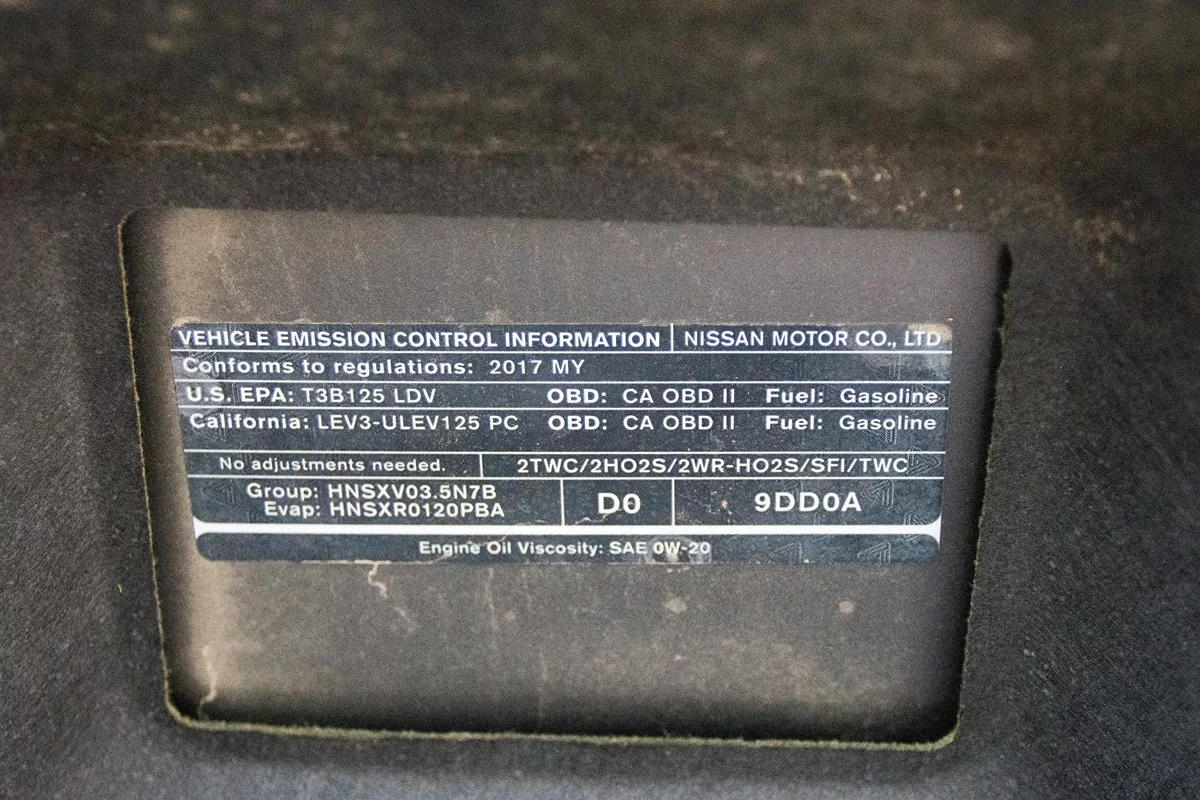 VEHICLE EMISSION CONTROL INFORMATION NISSAN MOTOR CO., LTD
Conforms to regulations: 2017 MY
U.S. EPA: T3B125 LDV OBD: CA OBD II Fuel: Gasoline
California: LEV3-ULEV125 PC OBD: CA OBD II Fuel: Gasoline
No adjustments needed. 2TWC/2HO2S/2WR-HO2S/SFI/TWC
Group: HNSXV03.5N7B
Evap: HNSXR0120PBA
D0 9DD0A
Engine Oil Viscosity: SAE 0W-20